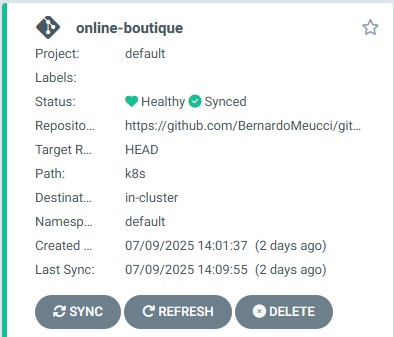 online-boutique
Project: default
Labels:
Status: Healthy Synced
Reposito... https://github.com/BernardoMeucci/git...
Target R... HEAD
Path: k8s
Destinat... in-cluster
Namesp... default
Created ... 07/09/2025 14:01:37 (2 days ago)
Last Sync: 07/09/2025 14:09:55 (2 days ago)
SYNC REFRESH DELETE